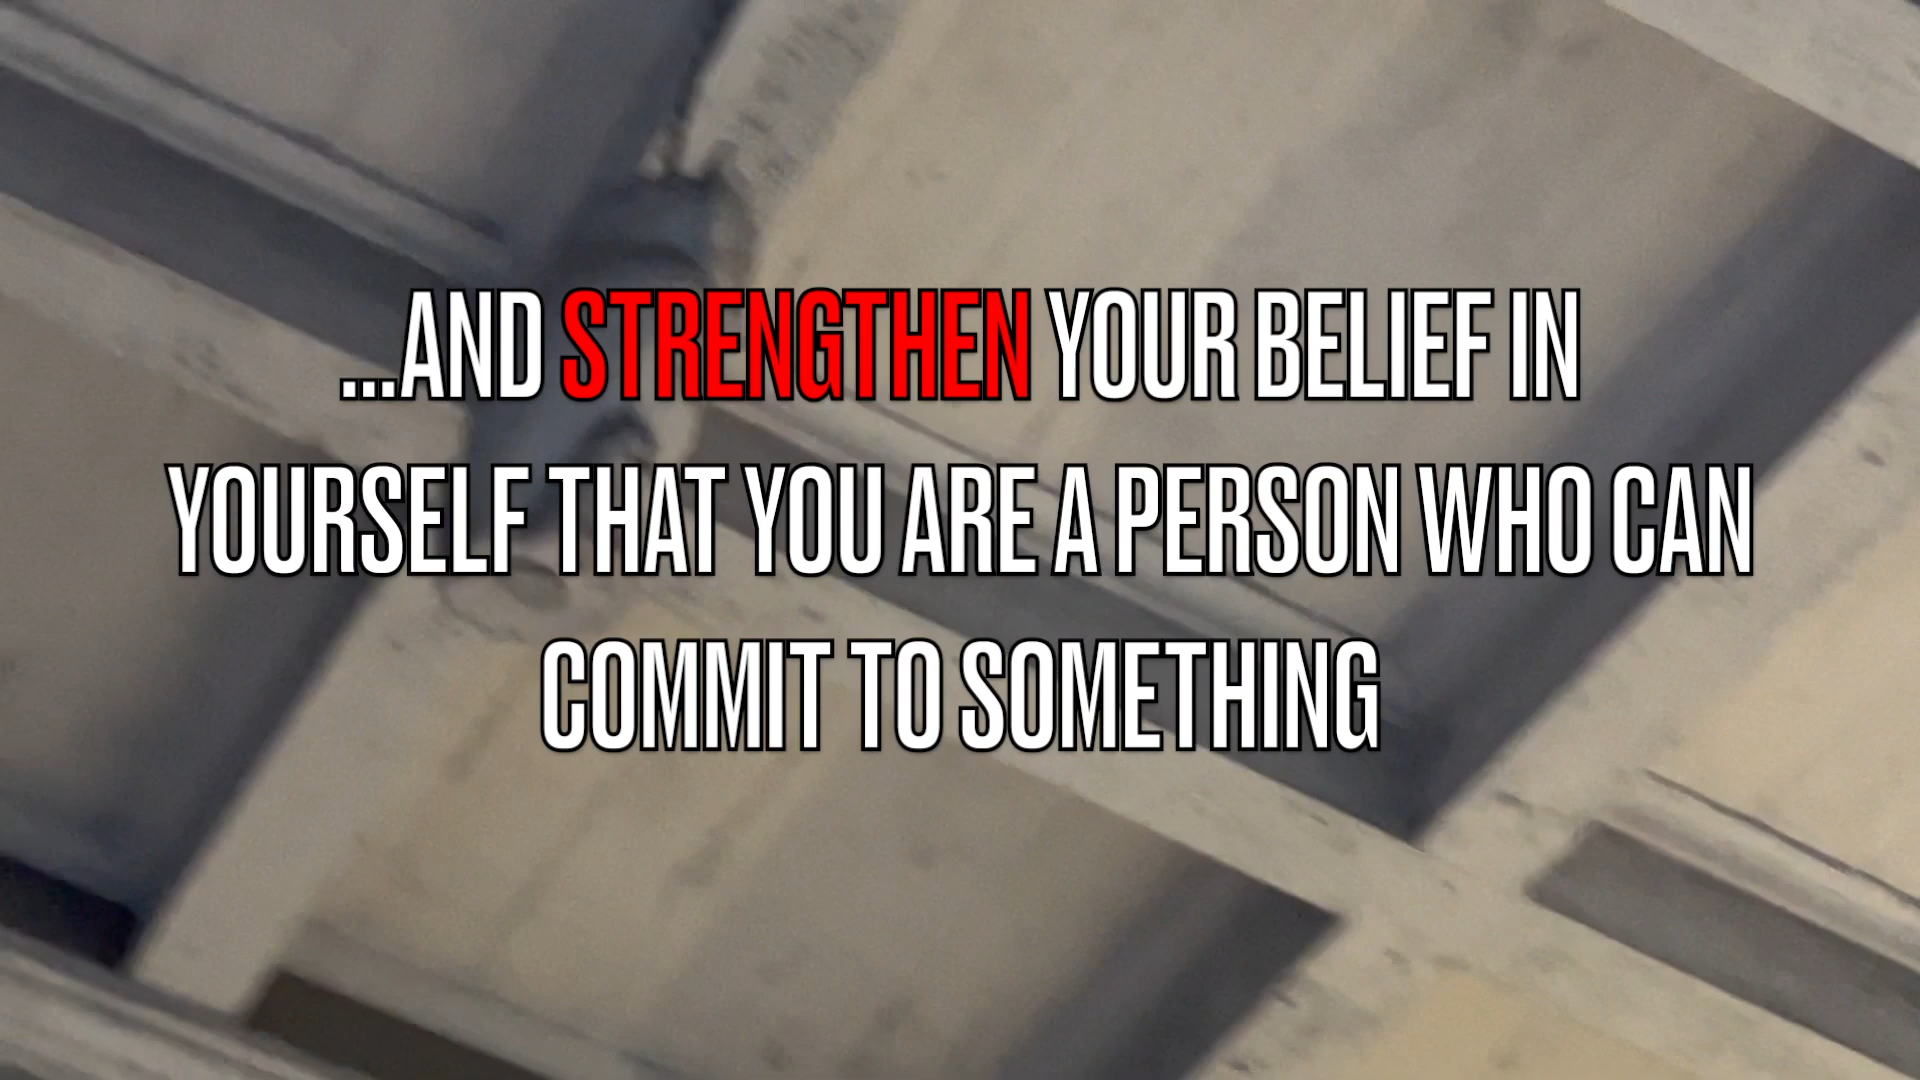 ...AND STRENGTHEN YOUR BELIEF IN
YOURSELF THAT YOU ARE A PERSON WHO CAN
COMMIT TO SOMETHING